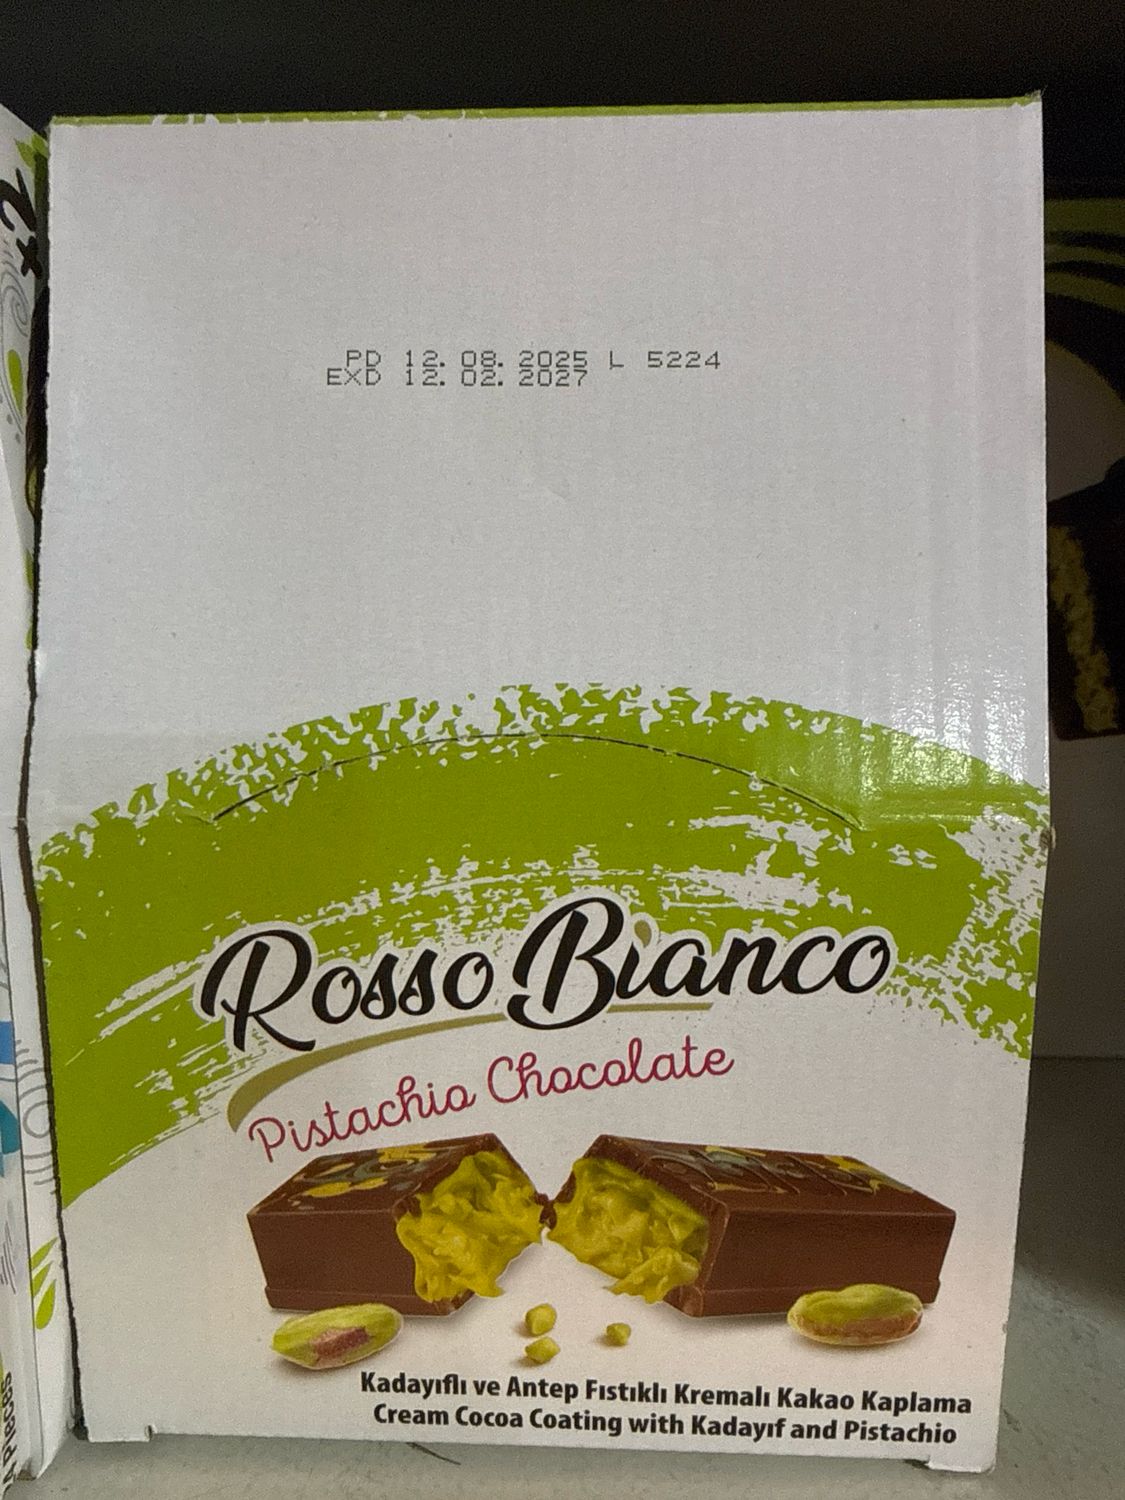 PD 12. 08. 2025 L 5224
EXD 12. 02. 2027
Rosso Bianco
Pistachio Chocolate
Kadayıflı ve Antep Fıstıklı Kremalı Kakao Kaplama
Cream Cocoa Coating with Kadayıf and Pistachio